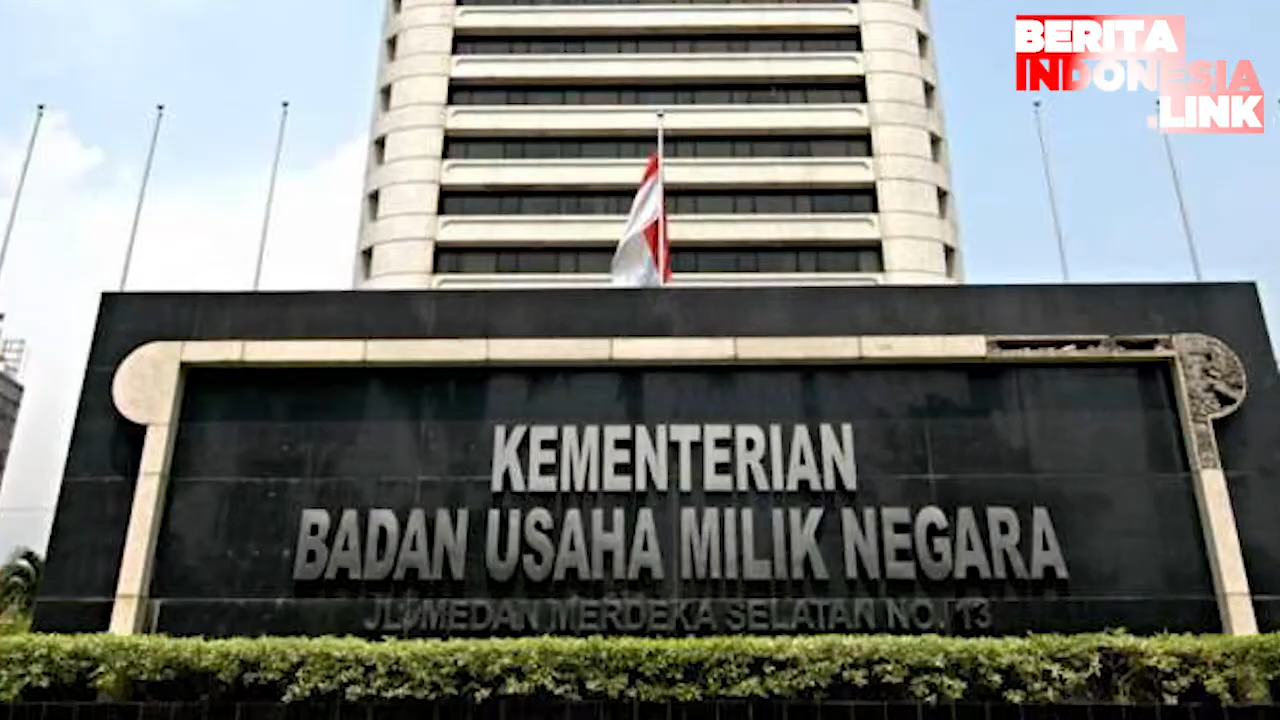 BERITA
INDONESIA
.LINK
KEMENTERIAN
BADAN USAHA MILIK NEGARA
JL. MEDAN MERDEKA SELATAN NO. 13